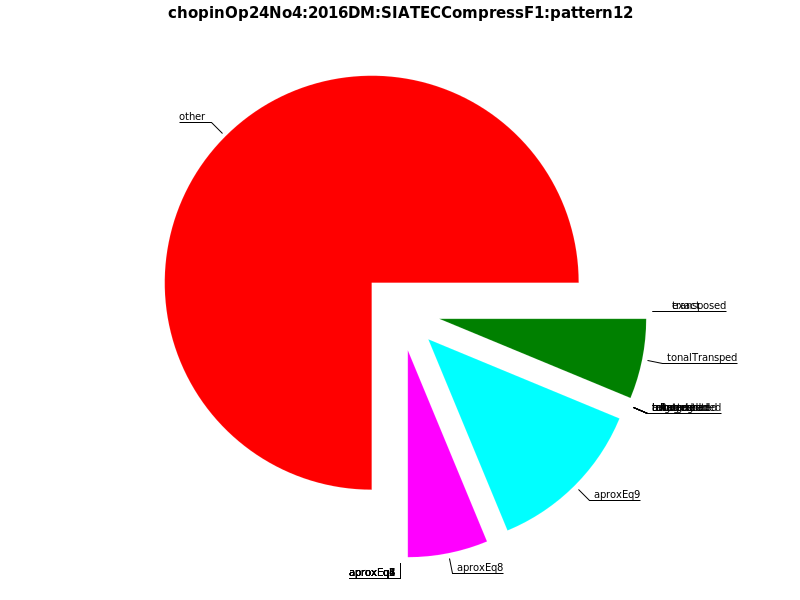 chopinOp24No4:2016DM:SIATECCompressF1:pattern12
other
tonalTransped
aproxEq9
aproxEq8